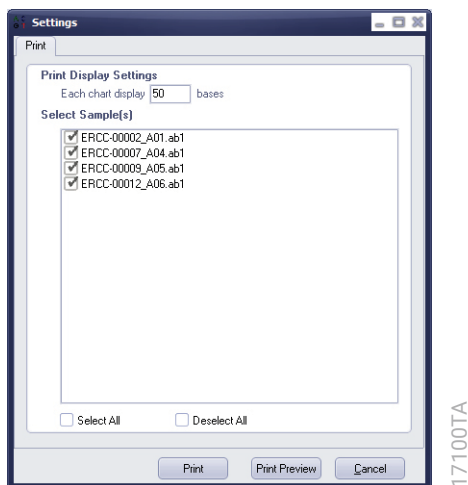 Settings
Print
Print Display Settings
Each chart display 50 bases
Select Sample(s)
ERCC-00002_A01.ab1
ERCC-00007_A04.ab1
ERCC-00009_A05.ab1
ERCC-00012_A06.ab1
Select All Deselect All
Print Print Preview Cancel
17100TA